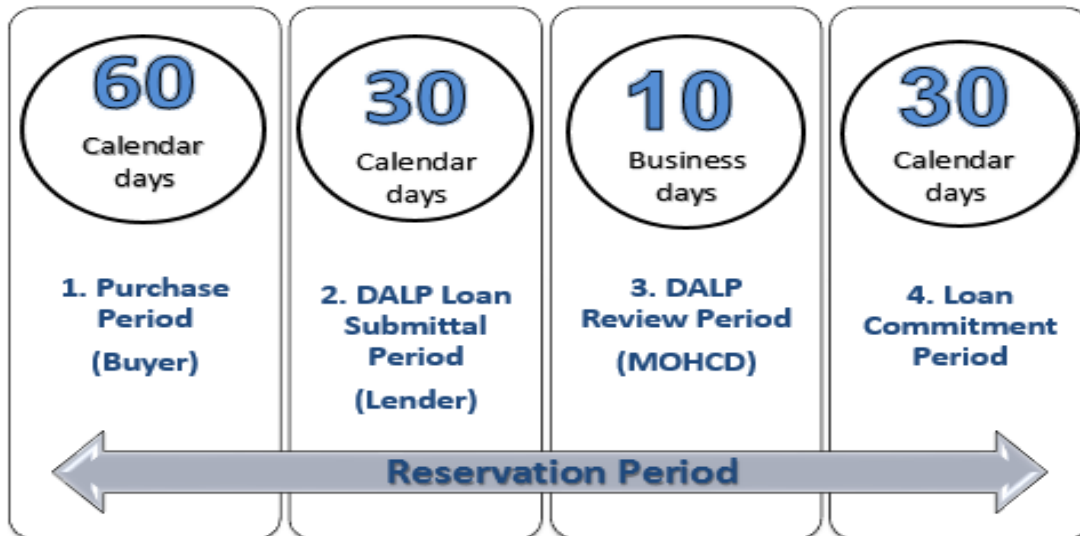 60
Calendar
days
1. Purchase
Period
(Buyer)
30
Calendar
days
2. DALP Loan
Submittal
Period
(Lender)
10
Business
days
3. DALP
Review Period
(MOHCD)
30
Calendar
days
4. Loan
Commitment
Period
Reservation Period